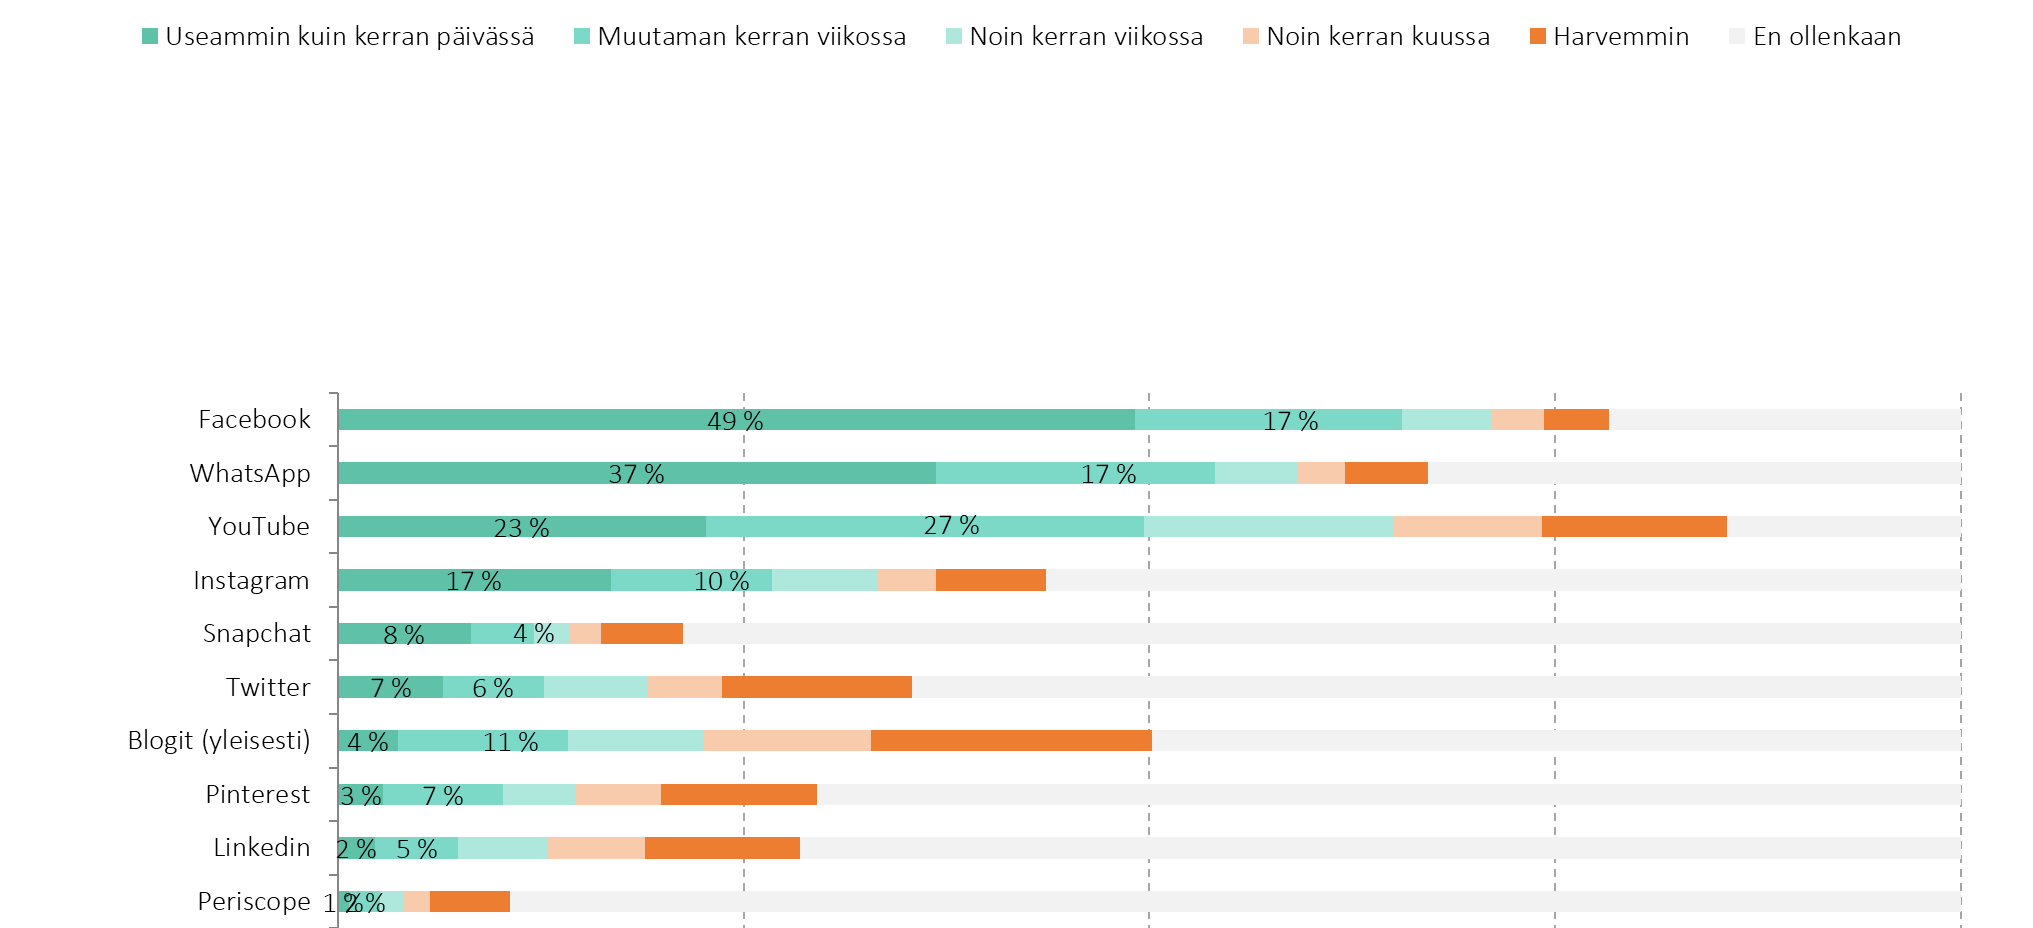 Useammin kuin kerran päivässä Muutaman kerran viikossa Noin kerran viikossa Noin kerran kuussa Harvemmin En ollenkaan
Facebook 49 % 17 %
WhatsApp 37 % 17 %
YouTube 23 % 27 %
Instagram 17 % 10 %
Snapchat 8 % 4 %
Twitter 7 % 6 %
Blogit (yleisesti) 4 % 11 %
Pinterest 3 % 7 %
Linkedin 2 % 5 %
Periscope 1 % 2 %